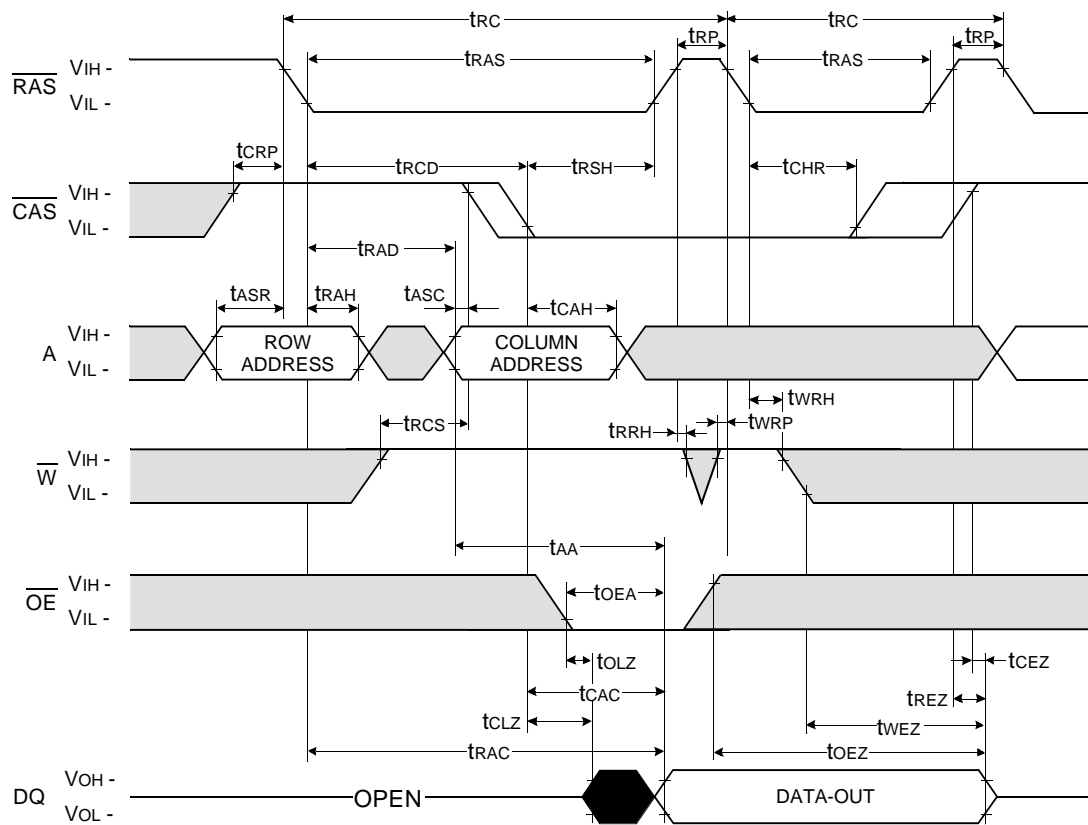 tRC tRC
tRP tRP
tRAS tRAS
RAS VIH -
VIL -
tCRP tRCD tRSH tCHR
CAS VIH -
VIL -
tRAD
tASR tRAH tASC tCAH
A VIH -
VIL -
ROW ADDRESS
COLUMN ADDRESS
tWRH
tRCS tRRH tWRP
W VIH -
VIL -
tAA
OE VIH -
VIL -
tOEA
tOLZ tCEZ
tCAC tREZ
tCLZ tWEZ
tRAC tOEZ
DQ VOH -
VOL -
OPEN DATA-OUT